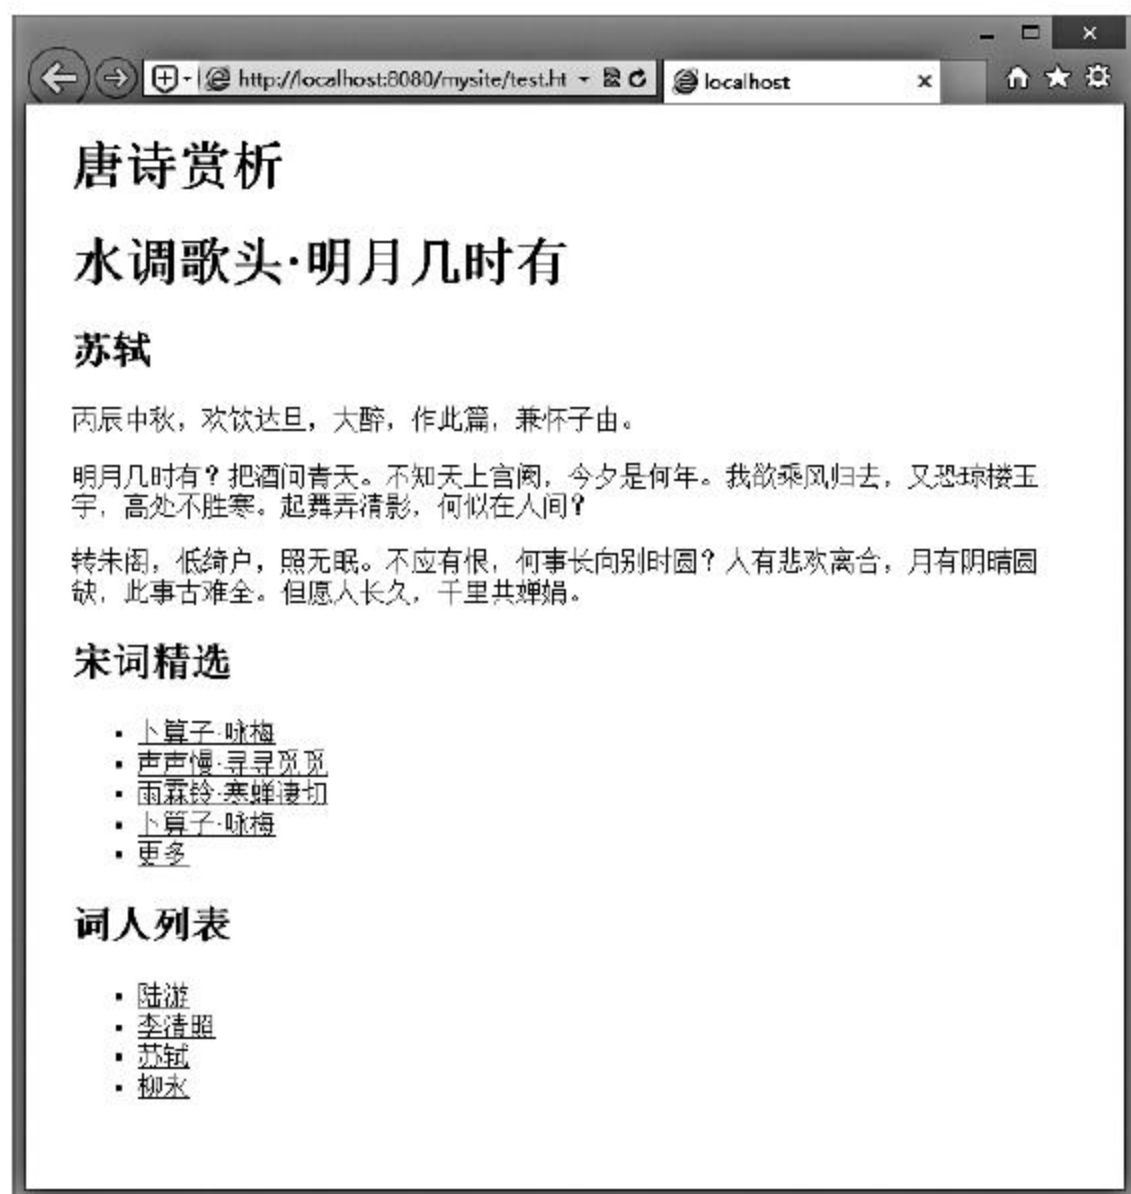 http://localhost:8080/mysite/test.ht
localhost
唐诗赏析
水调歌头·明月几时有
苏轼
丙辰中秋，欢饮达旦，大醉，作此篇，兼怀子由。
明月几时有？把酒问青天。不知天上宫阙，今夕是何年。我欲乘风归去，又恐琼楼玉
宇，高处不胜寒。起舞弄清影，何似在人间？
转朱阁，低绮户，照无眠。不应有恨，何事长向别时圆？人有悲欢离合，月有阴晴圆
缺，此事古难全。但愿人长久，千里共婵娟。
宋词精选
卜算子·咏梅
声声慢·寻寻觅觅
雨霖铃·寒蝉凄切
卜算子·咏梅
更多
词人列表
陆游
李清照
苏轼
柳永